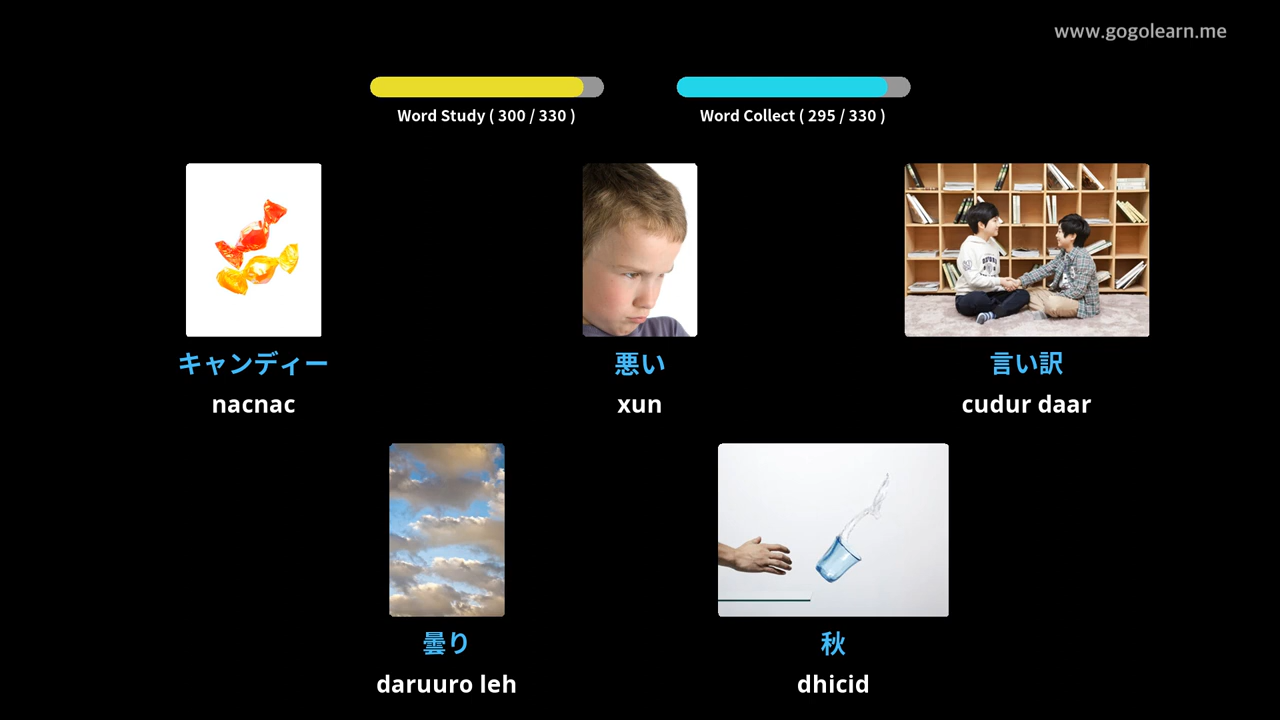 www.gogolearn.me
Word Study ( 300 / 330 )
Word Collect ( 295 / 330 )
キャンディー
nacnac
悪い
xun
言い訳
cudur daar
曇り
daruuro leh
秋
dhicid